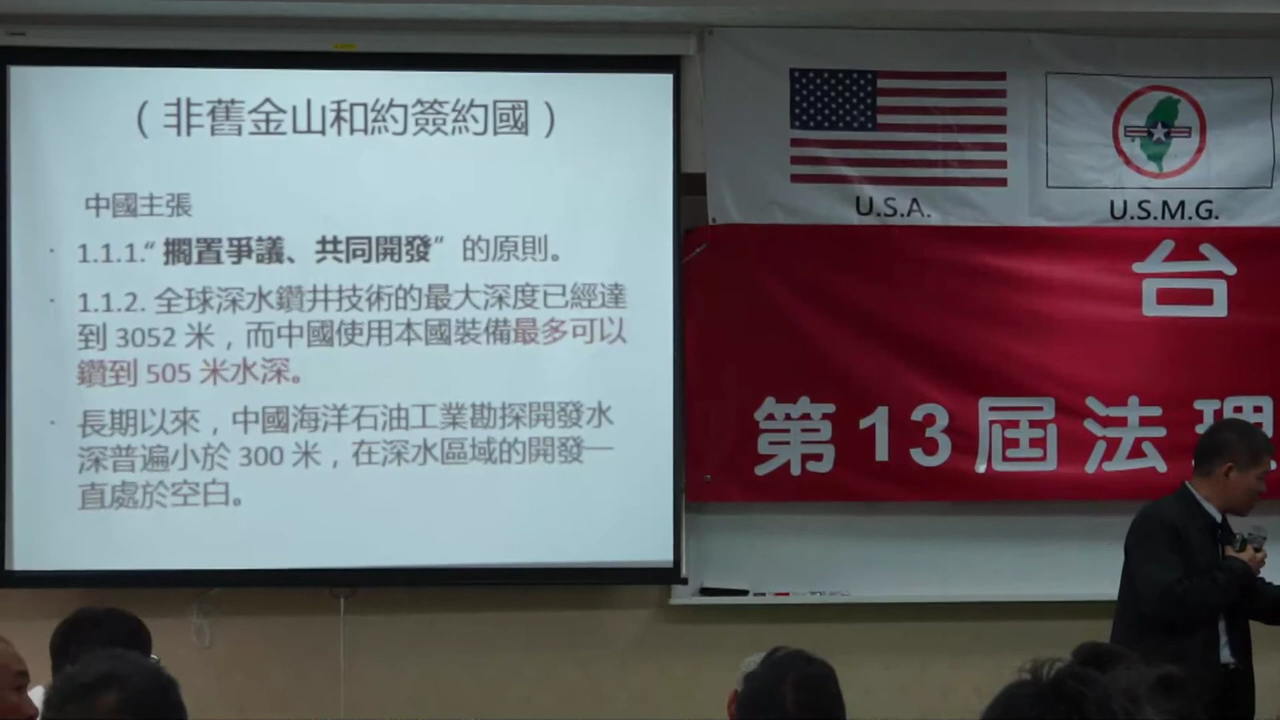 （非舊金山和約簽約國）
中國主張
· 1.1.1.“擱置爭議、共同開發” 的原則。
· 1.1.2. 全球深水鑽井技術的最大深度已經達
到 3052 米，而中國使用本國裝備最多可以
鑽到 505 米水深。
· 長期以來，中國海洋石油工業勘探開發水
深普遍小於 300 米，在深水區域的開發一
直處於空白。
U.S.A.
U.S.M.G.
台
第13屆法理